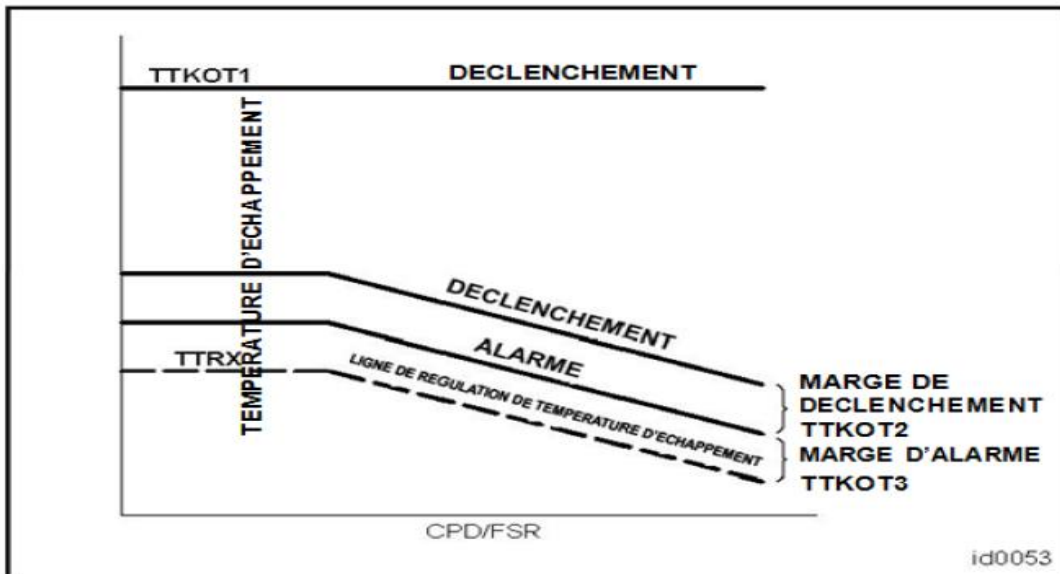 TTKOT1
DECLENCHEMENT
TEMPERATURE D'ECHAPPEMENT
DECLENCHEMENT
ALARME
TTRX
LIGNE DE REGULATION DE TEMPERATURE D'ECHAPPEMENT
MARGE DE
DECLENCHEMENT
TTKOT2
MARGE D'ALARME
TTKOT3
CPD/FSR
id0053